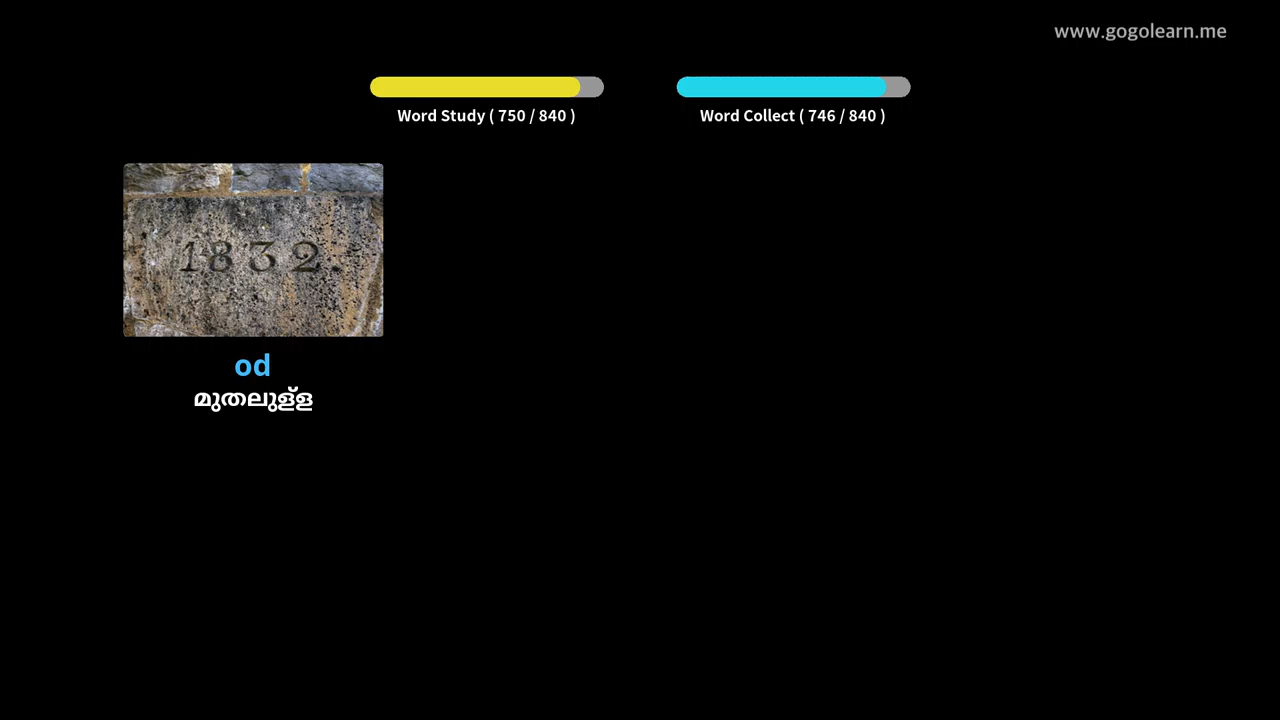 www.gogolearn.me
Word Study ( 750 / 840 )
Word Collect ( 746 / 840 )
1832.
od
മുതലുള്ള